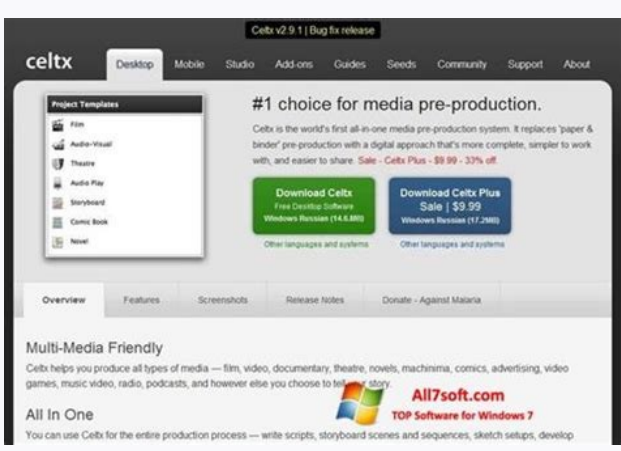 Celtx v2.9.1 | Bug fix release
celtx
Desktop Mobile Studio Add-ons Guides Seeds Community Support About
Project Templates
Film
Audio-Visual
Theatre
Audio Play
Storyboard
Comic Book
Novel
#1 choice for media pre-production.
Celtx is the world's first all-in-one media pre-production system. It replaces 'paper &
binder' pre-production with a digital approach that's more complete, simpler to work
with, and easier to share. Sale - Celtx Plus - $9.99 - 33% off.
Download Celtx
Free Desktop Software
Windows Russian (14.8.MB)
Other languages and systems
Download Celtx Plus
Sale | $9.99
Windows Russian (17.2MB)
Other languages and systems
Overview Features Screenshots Release Notes Donate - Against Malaria
Multi-Media Friendly
Celtx helps you produce all types of media — film, video, documentary, theatre, novels, machinima, comics, advertising, video
games, music video, radio, podcasts, and however else you choose to tell your story.
All7soft.com
TOP Software for Windows 7
All In One
You can use Celtx for the entire production process — write scripts, storyboard scenes and sequences, sketch setups, develop